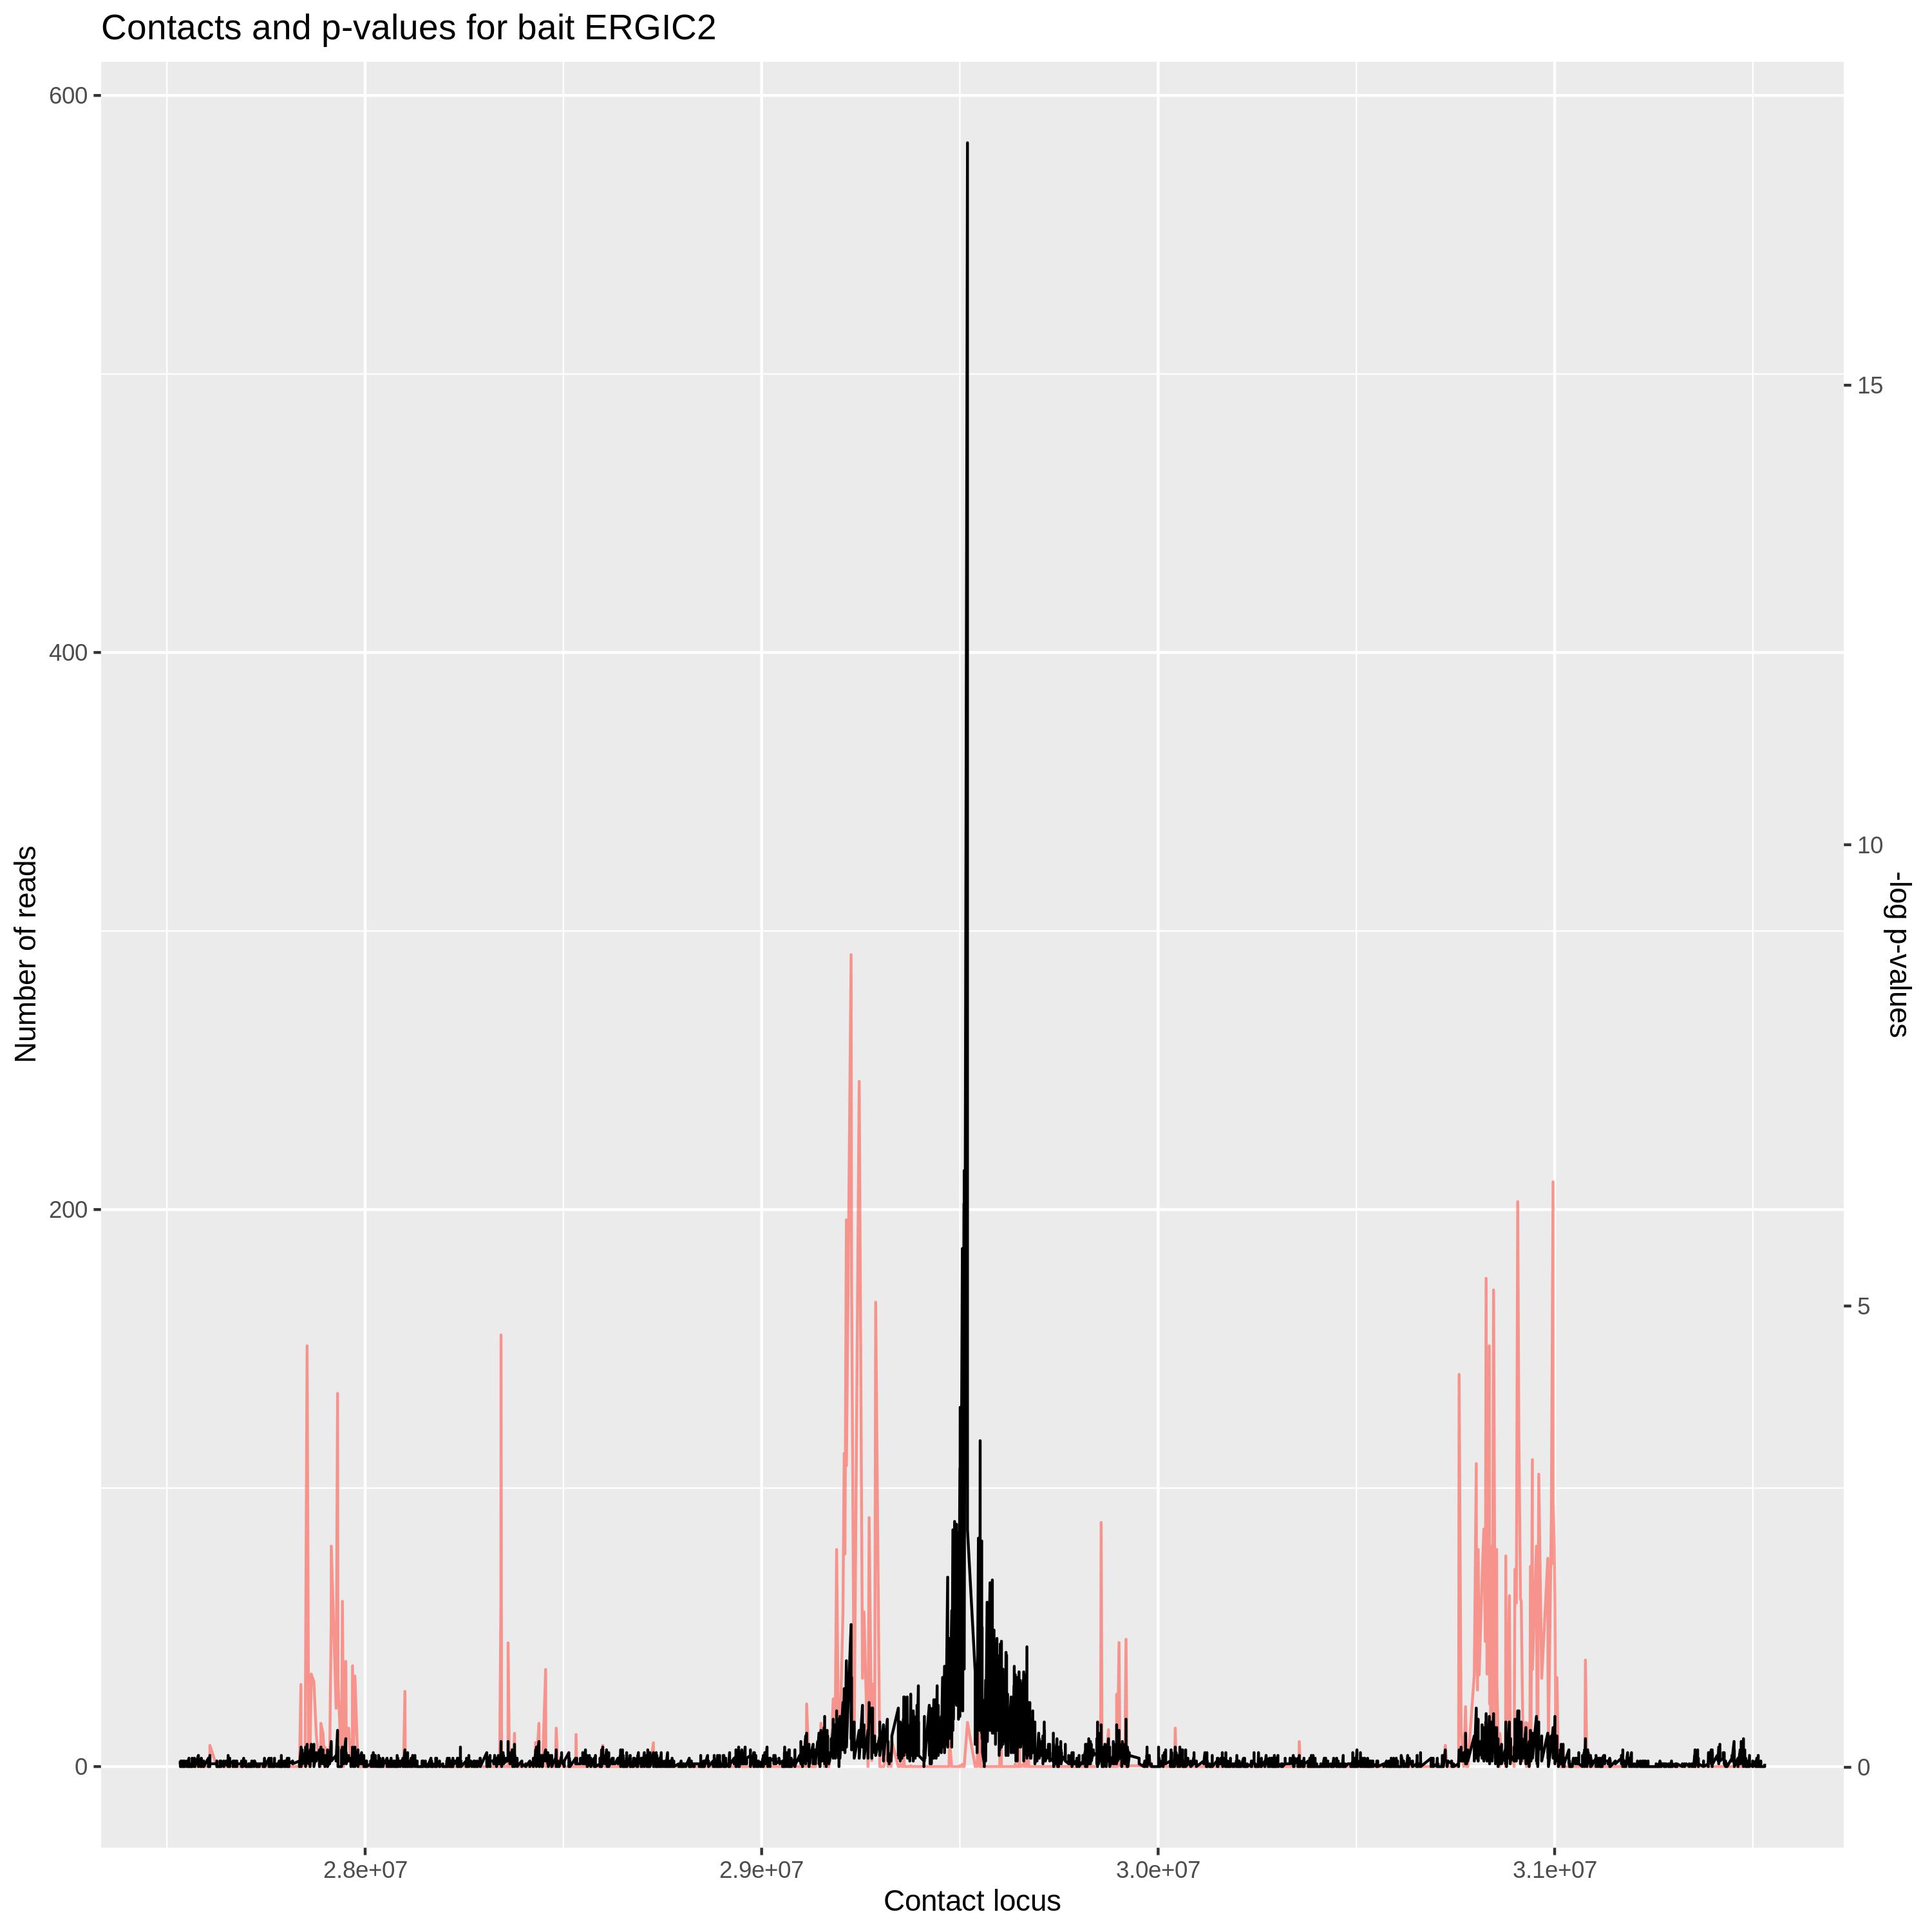 Contacts and p-values for bait ERGIC2
600
400
200
0
Number of reads
15
10
5
0
-log p-values
2.8e+07
2.9e+07
3.0e+07
3.1e+07
Contact locus